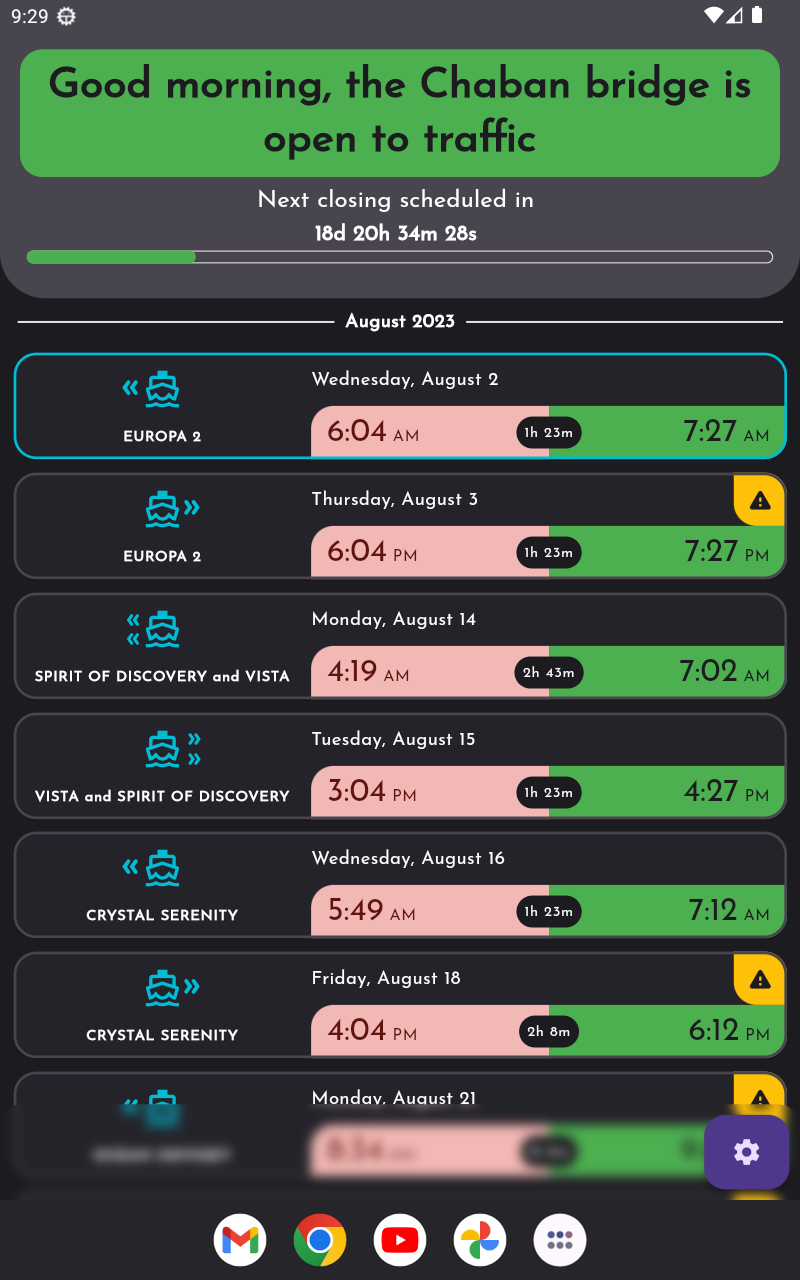 9:29
Good morning, the Chaban bridge is
open to traffic
Next closing scheduled in
18d 20h 34m 28s
August 2023
Wednesday, August 2
EUROPA 2
6:04 AM 1h 23m 7:27 AM
Thursday, August 3
EUROPA 2
6:04 PM 1h 23m 7:27 PM
Monday, August 14
SPIRIT OF DISCOVERY and VISTA
4:19 AM 2h 43m 7:02 AM
Tuesday, August 15
VISTA and SPIRIT OF DISCOVERY
3:04 PM 1h 23m 4:27 PM
Wednesday, August 16
CRYSTAL SERENITY
5:49 AM 1h 23m 7:12 AM
Friday, August 18
CRYSTAL SERENITY
4:04 PM 2h 8m 6:12 PM
Monday, August 21